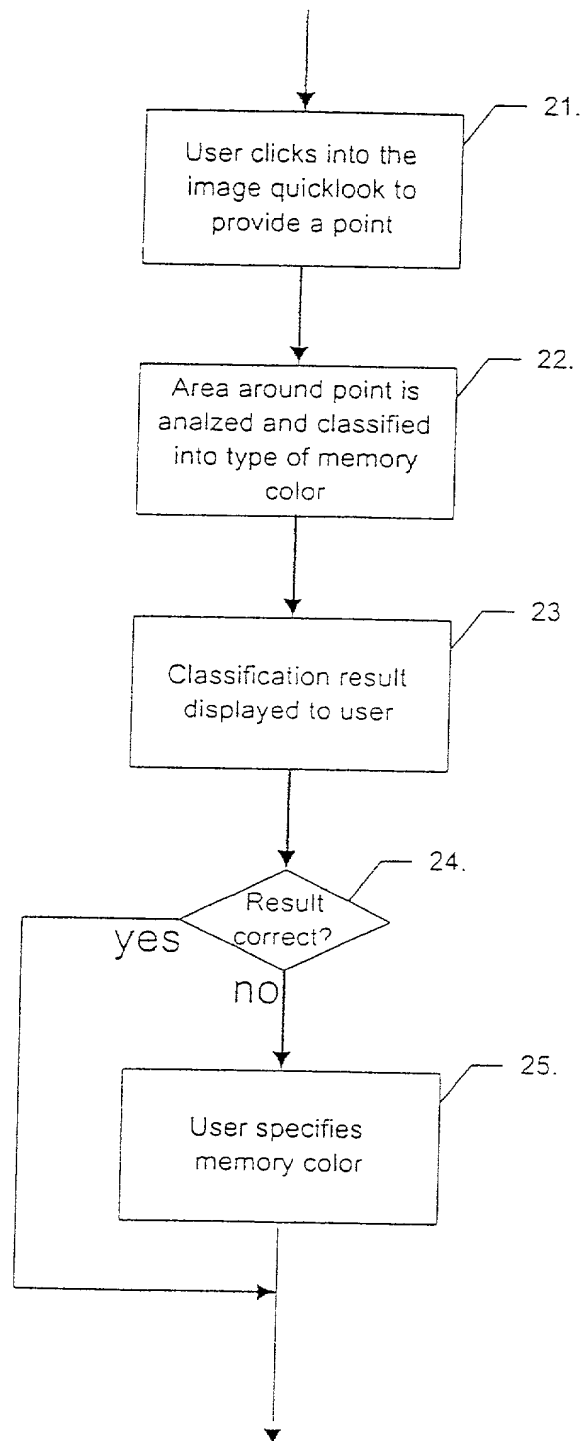 21.
User clicks into the
image quicklook to
provide a point
22.
Area around point is
analzed and classified
into type of memory
color
23
Classification result
displayed to user
24.
Result
correct?
yes
no
25.
User specifies
memory color